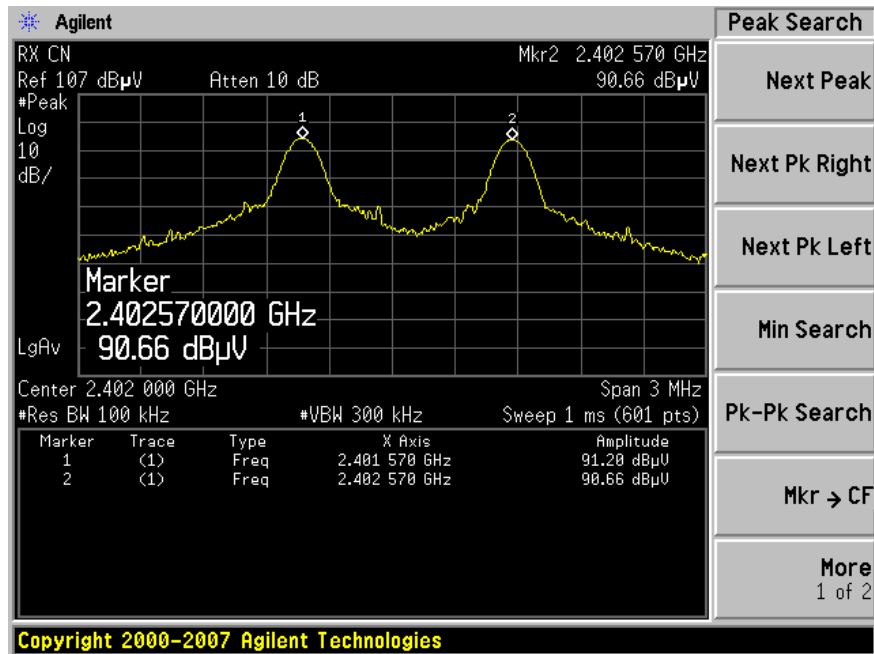 Agilent
Peak Search
RX CN
Mkr2 2.402 570 GHz
Ref 107 dBµV Atten 10 dB 90.66 dBµV
#Peak
Log
10
dB/
1
2
Marker
2.402570000 GHz
90.66 dBµV
LgAv
Center 2.402 000 GHz Span 3 MHz
#Res BW 100 kHz #VBW 300 kHz Sweep 1 ms (601 pts)
Marker Trace Type X Axis Amplitude
1 (1) Freq 2.401 570 GHz 91.20 dBµV
2 (1) Freq 2.402 570 GHz 90.66 dBµV
Next Peak
Next Pk Right
Next Pk Left
Min Search
Pk-Pk Search
Mkr → CF
More
1 of 2
Copyright 2000-2007 Agilent Technologies